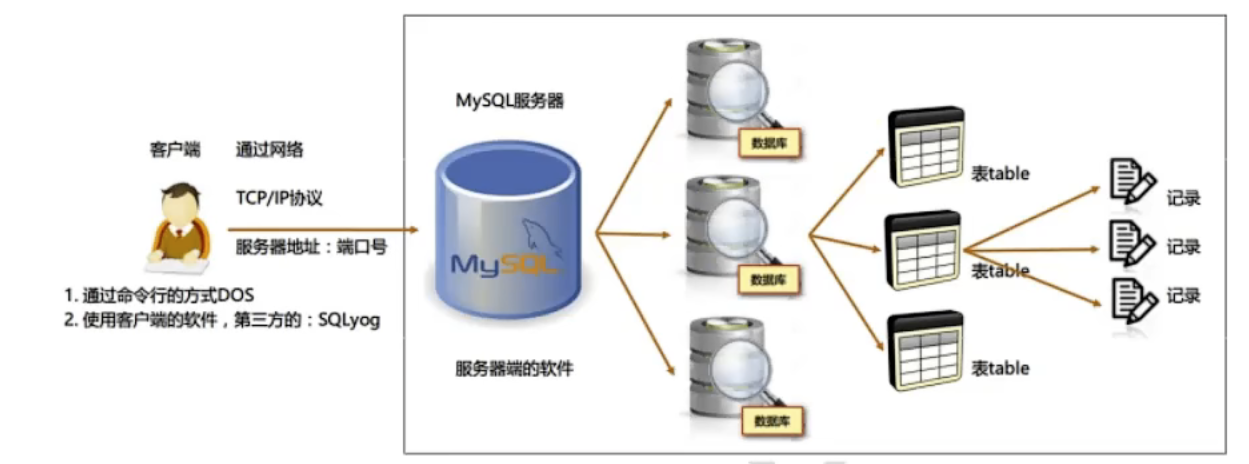 MySQL服务器
客户端 通过网络
TCP/IP协议
服务器地址：端口号
MySQL
1. 通过命令行的方式DOS
2. 使用客户端的软件，第三方的：SQLyog
服务器端的软件
数据库
数据库
数据库
表table
表table
表table
记录
记录
记录